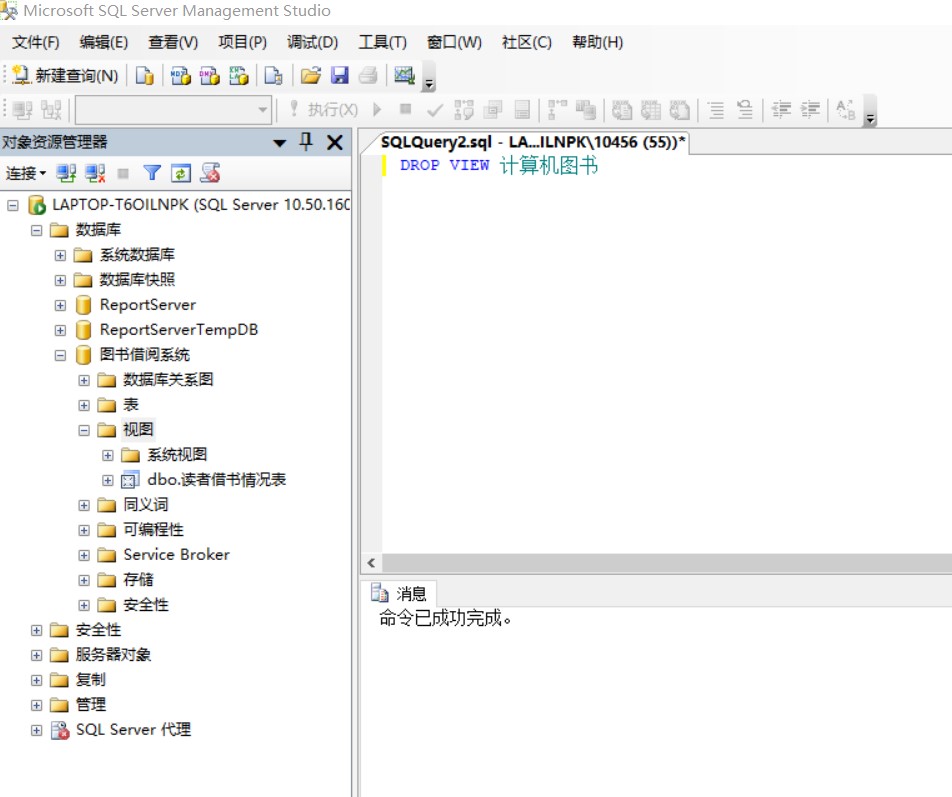 Microsoft SQL Server Management Studio
文件(F) 编辑(E) 查看(V) 项目(P) 调试(D) 工具(T) 窗口(W) 社区(C) 帮助(H)
新建查询(N)
执行(X)
对象资源管理器
SQLQuery2.sql - LA...ILNPK\10456 (55))*
连接
DROP VIEW 计算机图书
LAPTOP-T6OILNPK (SQL Server 10.50.160
数据库
系统数据库
数据库快照
ReportServer
ReportServerTempDB
图书借阅系统
数据库关系图
表
视图
系统视图
dbo.读者借书情况表
同义词
可编程性
Service Broker
存储
安全性
安全性
服务器对象
复制
管理
SQL Server 代理
消息
命令已成功完成。